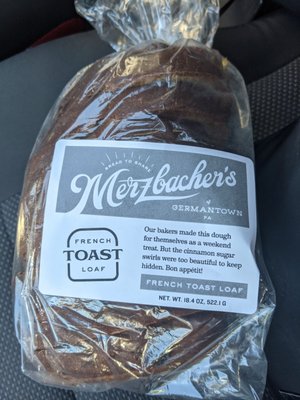 BREAD TO SHARE
Merzbacher's
of
GERMANTOWN
PA
FRENCH
TOAST
LOAF
Our bakers made this dough
for themselves as a weekend
treat. But the cinnamon sugar
swirls were too beautiful to keep
hidden. Bon appétit!
FRENCH TOAST LOAF
NET. WT. 18.4 OZ, 522.1 G